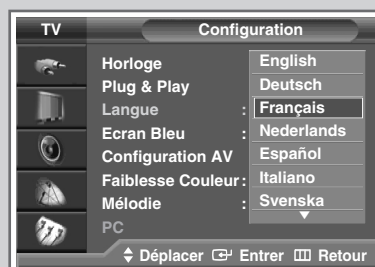 TV Configuration
Horloge
Plug & Play
Langue :
Ecran Bleu :
Configuration AV
Faiblesse Couleur :
Mélodie :
PC
English
Deutsch
Français
Nederlands
Español
Italiano
Svenska
Déplacer Entrer Retour